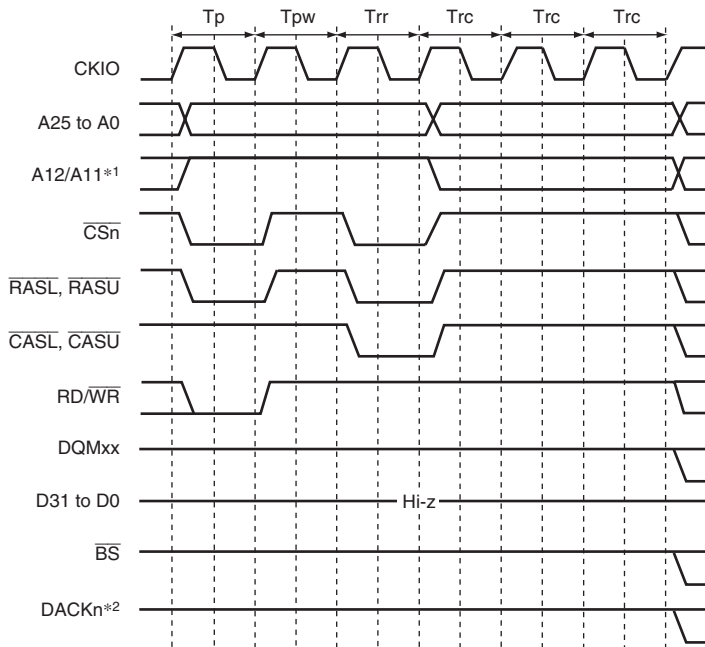 Tp Tpw Trr Trc Trc Trc
CKIO
A25 to A0
A12/A11*1
CSn
RASL, RASU
CASL, CASU
RD/WR
DQMxx
D31 to D0
Hi-z
BS
DACKn*2